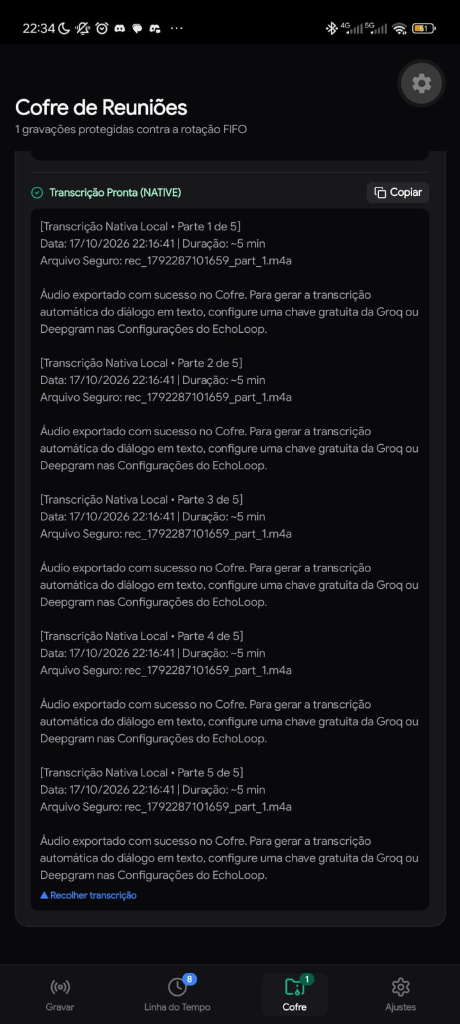 22:34
4G
5G
51
Cofre de Reuniões
1 gravações protegidas contra a rotação FIFO
Transcrição Pronta (NATIVE)
Copiar
[Transcrição Nativa Local • Parte 1 de 5]
Data: 17/10/2026 22:16:41 | Duração: ~5 min
Arquivo Seguro: rec_1792287101659_part_1.m4a
Áudio exportado com sucesso no Cofre. Para gerar a transcrição
automática do diálogo em texto, configure uma chave gratuita da Groq ou
Deepgram nas Configurações do EchoLoop.
[Transcrição Nativa Local • Parte 2 de 5]
Data: 17/10/2026 22:16:41 | Duração: ~5 min
Arquivo Seguro: rec_1792287101659_part_1.m4a
Áudio exportado com sucesso no Cofre. Para gerar a transcrição
automática do diálogo em texto, configure uma chave gratuita da Groq ou
Deepgram nas Configurações do EchoLoop.
[Transcrição Nativa Local • Parte 3 de 5]
Data: 17/10/2026 22:16:41 | Duração: ~5 min
Arquivo Seguro: rec_1792287101659_part_1.m4a
Áudio exportado com sucesso no Cofre. Para gerar a transcrição
automática do diálogo em texto, configure uma chave gratuita da Groq ou
Deepgram nas Configurações do EchoLoop.
[Transcrição Nativa Local • Parte 4 de 5]
Data: 17/10/2026 22:16:41 | Duração: ~5 min
Arquivo Seguro: rec_1792287101659_part_1.m4a
Áudio exportado com sucesso no Cofre. Para gerar a transcrição
automática do diálogo em texto, configure uma chave gratuita da Groq ou
Deepgram nas Configurações do EchoLoop.
[Transcrição Nativa Local • Parte 5 de 5]
Data: 17/10/2026 22:16:41 | Duração: ~5 min
Arquivo Seguro: rec_1792287101659_part_1.m4a
Áudio exportado com sucesso no Cofre. Para gerar a transcrição
automática do diálogo em texto, configure uma chave gratuita da Groq ou
Deepgram nas Configurações do EchoLoop.
Recolher transcrição
8
1
Gravar
Linha do Tempo
Cofre
Ajustes